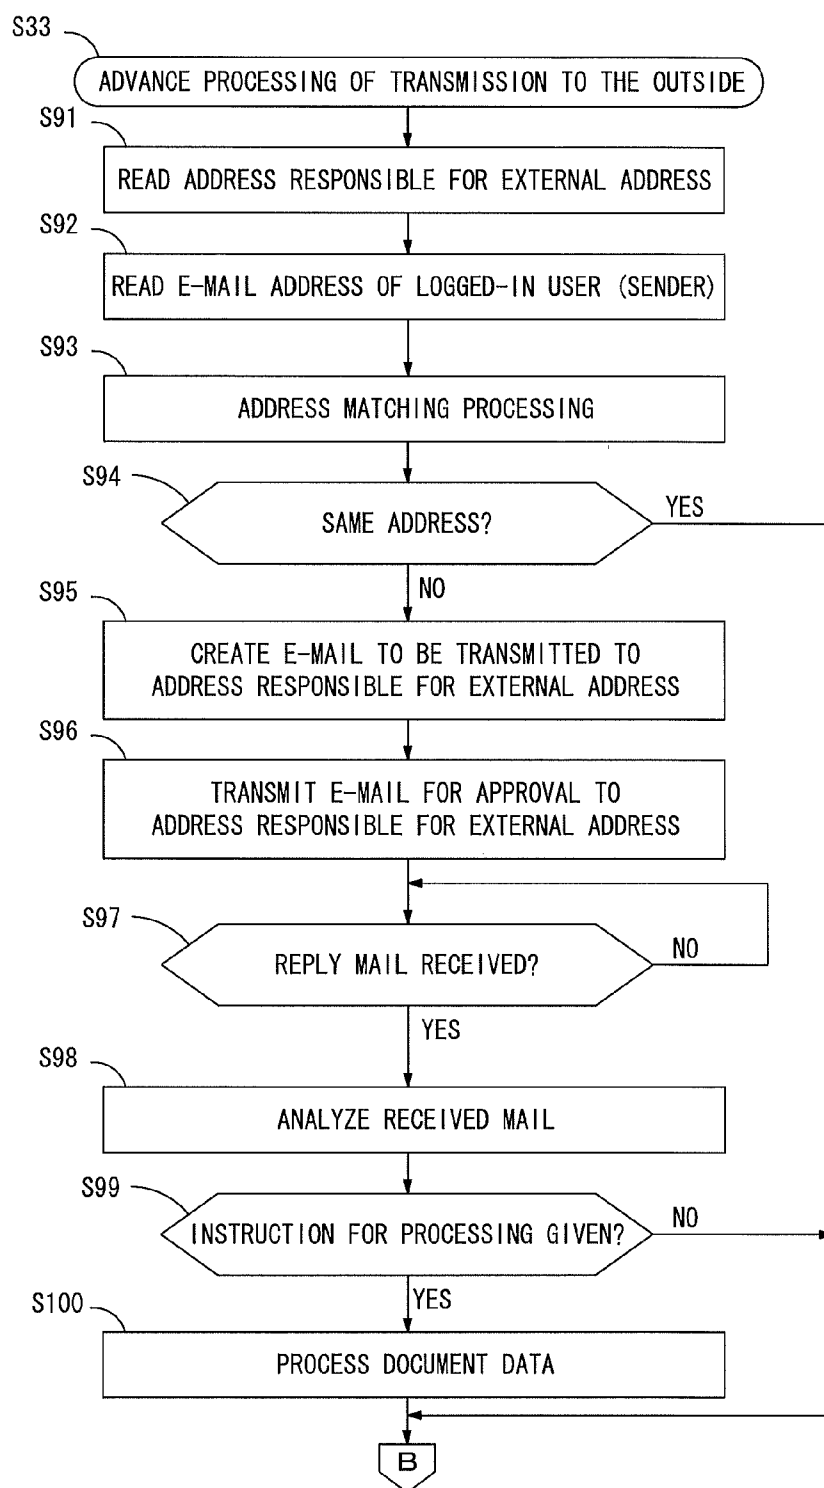 S33
ADVANCE PROCESSING OF TRANSMISSION TO THE OUTSIDE
S91
READ ADDRESS RESPONSIBLE FOR EXTERNAL ADDRESS
S92
READ E-MAIL ADDRESS OF LOGGED-IN USER (SENDER)
S93
ADDRESS MATCHING PROCESSING
S94
SAME ADDRESS?
YES
NO
S95
CREATE E-MAIL TO BE TRANSMITTED TO
ADDRESS RESPONSIBLE FOR EXTERNAL ADDRESS
S96
TRANSMIT E-MAIL FOR APPROVAL TO
ADDRESS RESPONSIBLE FOR EXTERNAL ADDRESS
S97
REPLY MAIL RECEIVED?
NO
YES
S98
ANALYZE RECEIVED MAIL
S99
INSTRUCTION FOR PROCESSING GIVEN?
NO
YES
S100
PROCESS DOCUMENT DATA
B